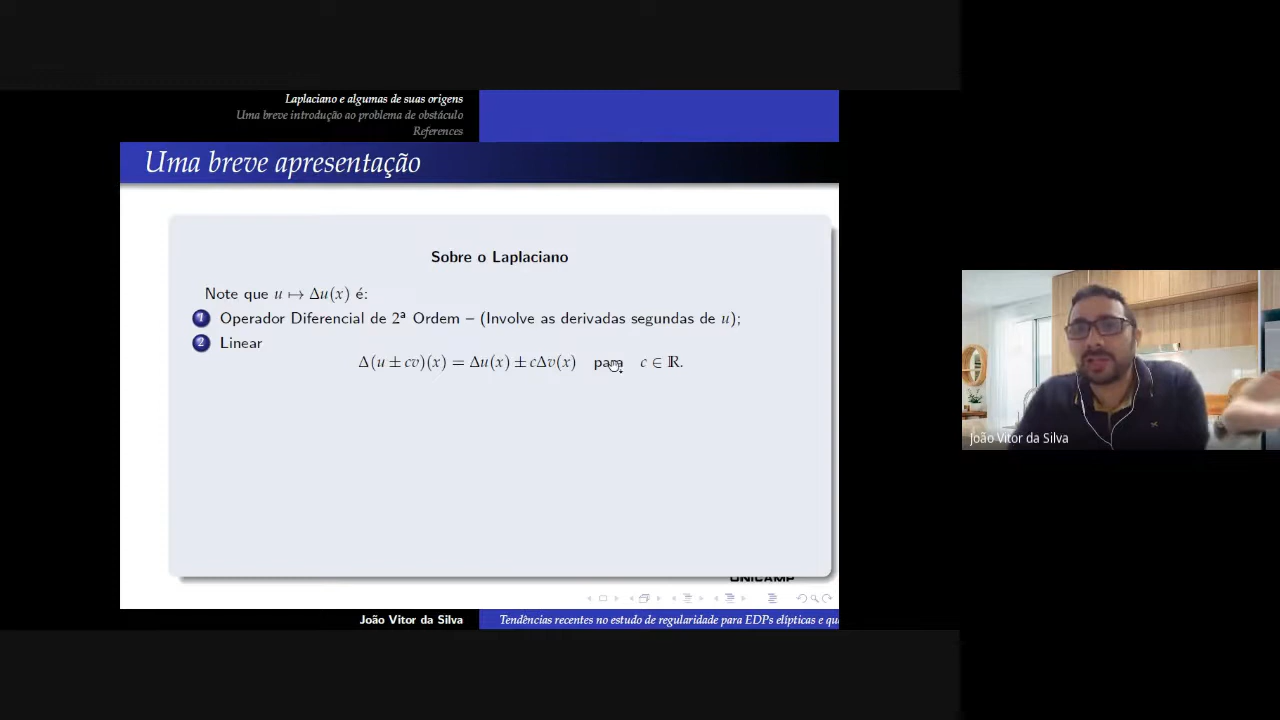 Laplaciano e algumas de suas origens
Uma breve introdução ao problema de obstáculo
References
Uma breve apresentação
Sobre o Laplaciano
Note que u ↦ Δu(x) é:
1 Operador Diferencial de 2ª Ordem – (Involve as derivadas segundas de u);
2 Linear
Δ(u ± cv)(x) = Δu(x) ± cΔv(x) para c ∈ ℝ.
UNICAMP
João Vitor da Silva
Tendências recentes no estudo de regularidade para EDPs elípticas e qu
João Vitor da Silva